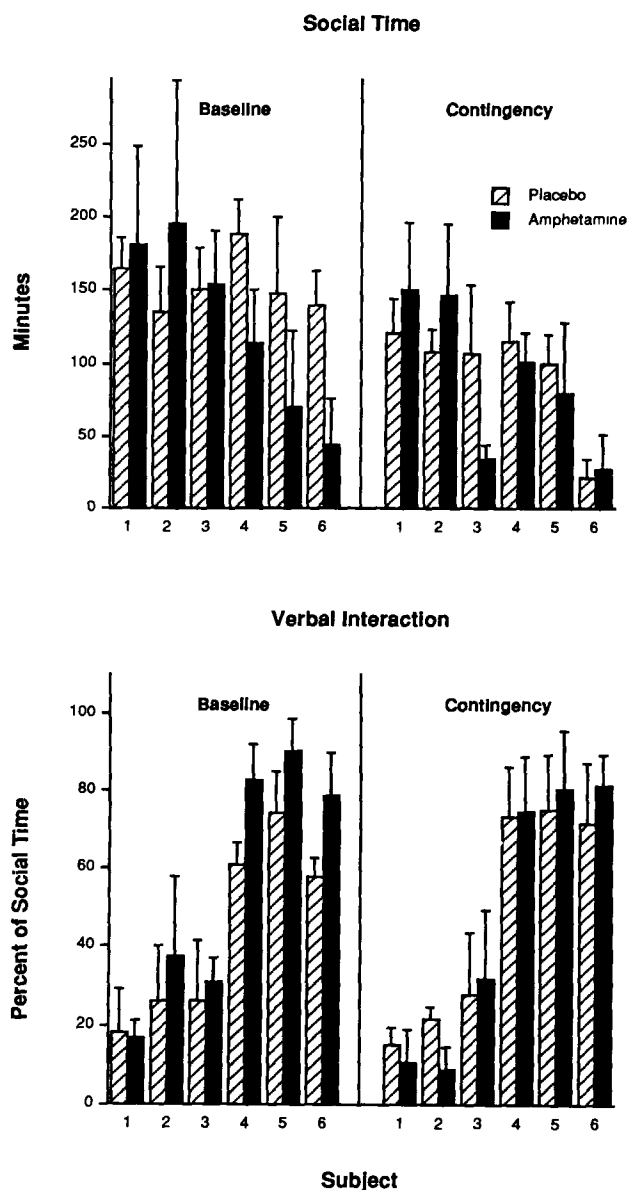 Social Time
Baseline
Contingency
Placebo
Amphetamine
Minutes
250
200
150
100
50
0
1 2 3 4 5 6
1 2 3 4 5 6
Verbal Interaction
Baseline
Contingency
Percent of Social Time
100
80
60
40
20
0
1 2 3 4 5 6
1 2 3 4 5 6
Subject